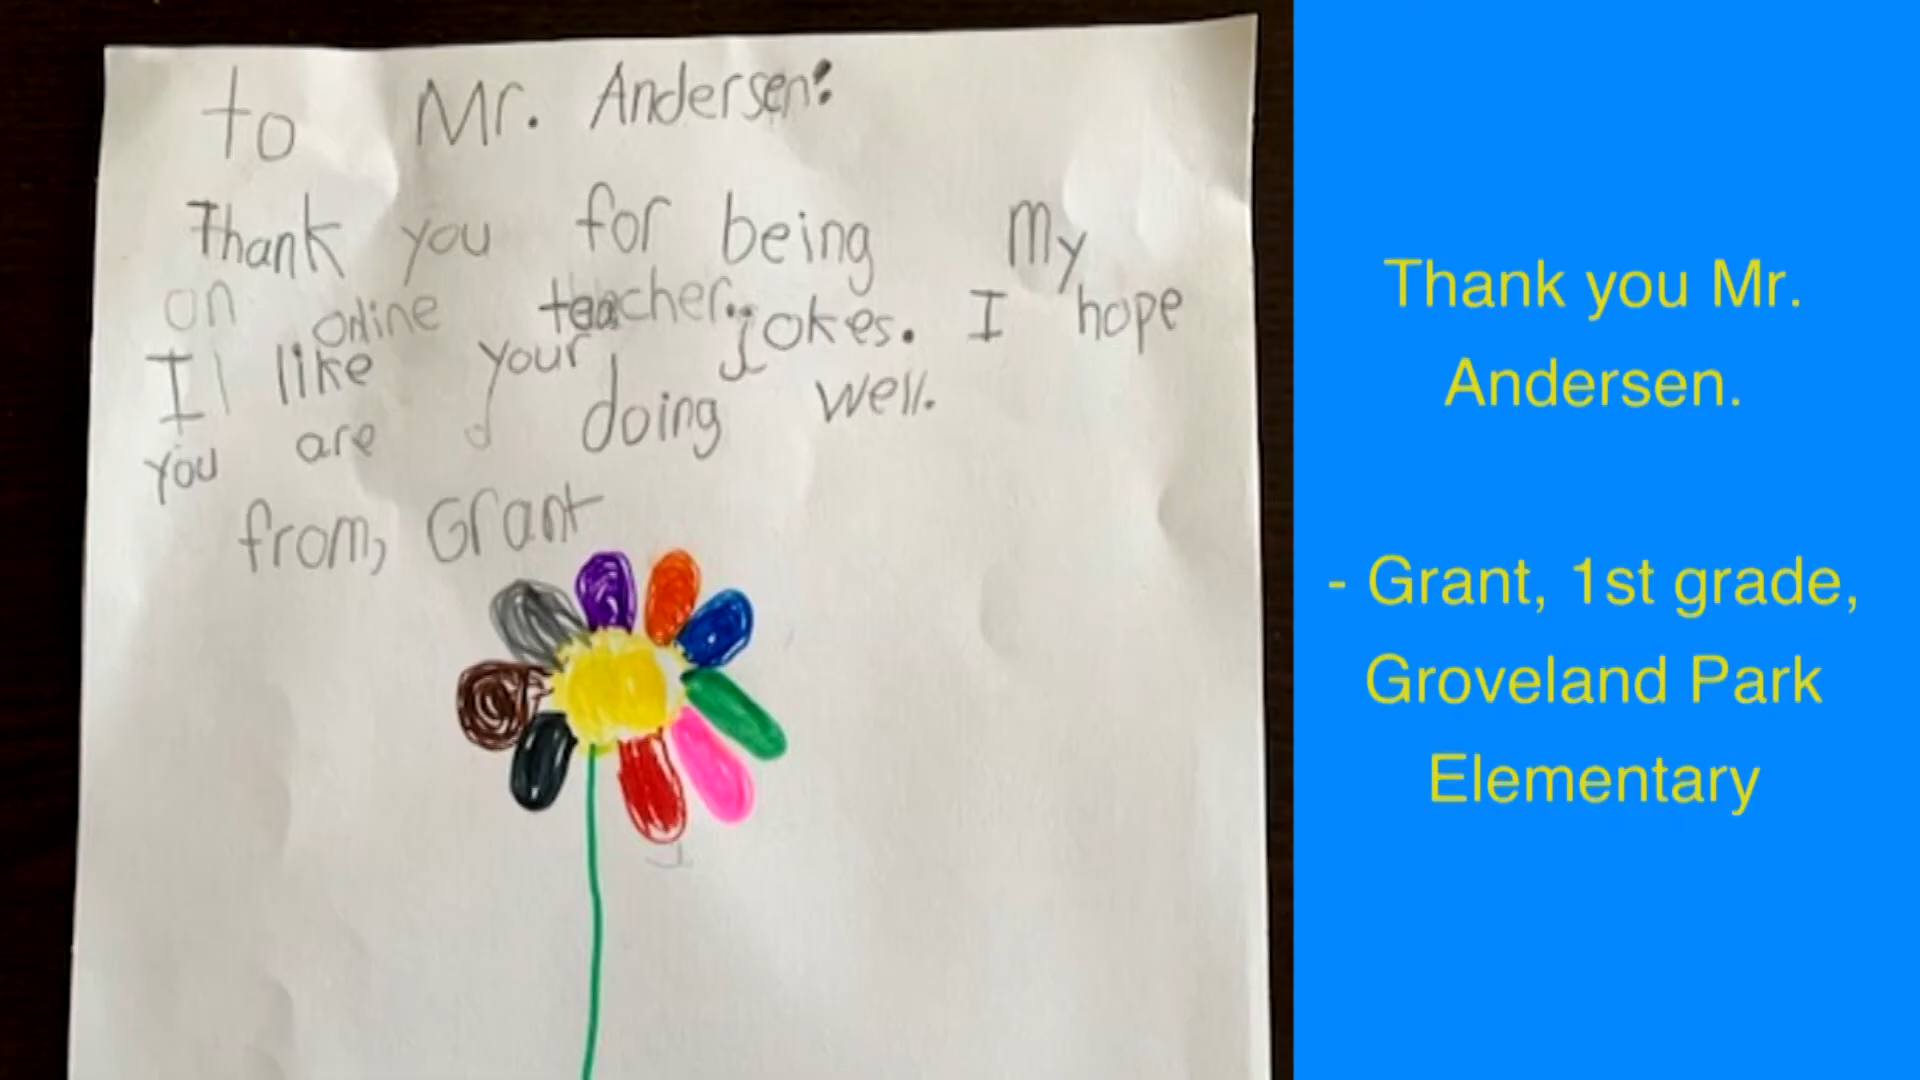 to Mr. Andersen:
Thank you for being my
on online teacher.
I like your jokes. I hope
you are doing well.
from, Grant
Thank you Mr.
Andersen.
- Grant, 1st grade,
Groveland Park
Elementary